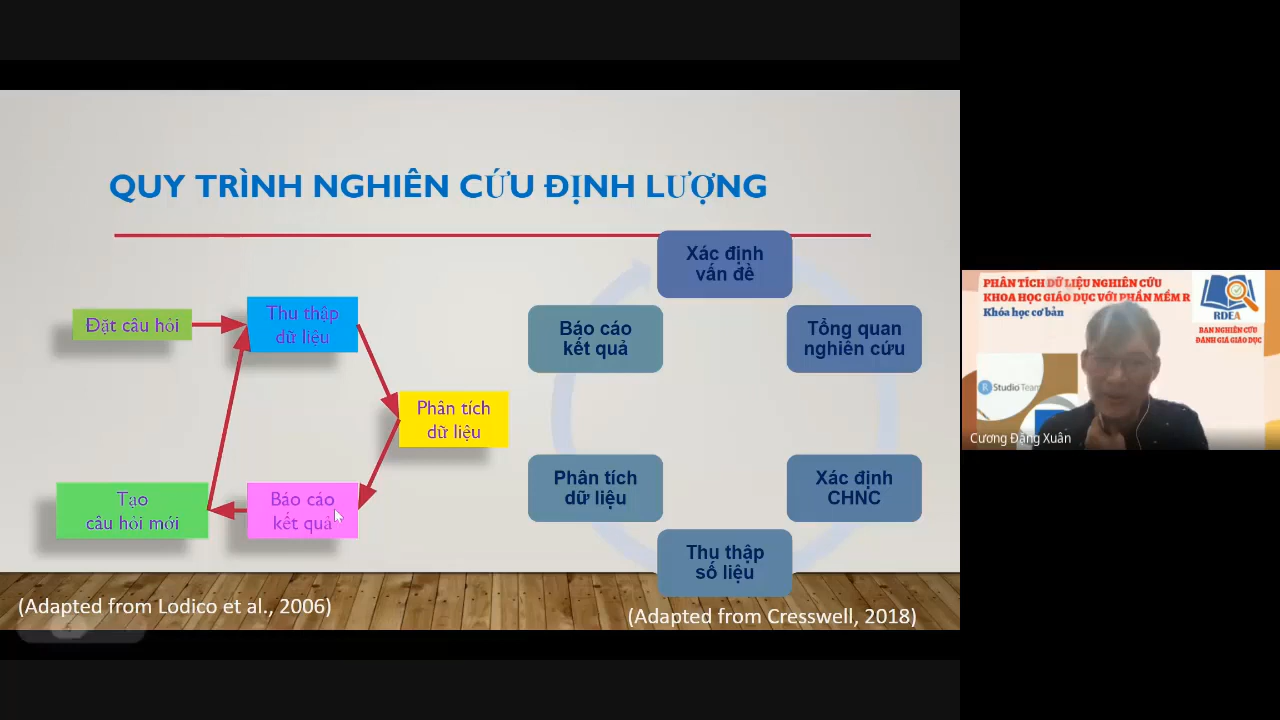 QUY TRÌNH NGHIÊN CỨU ĐỊNH LƯỢNG
Đặt câu hỏi
Thu thập
dữ liệu
Phân tích
dữ liệu
Báo cáo
kết quả
Tạo
câu hỏi mới
(Adapted from Lodico et al., 2006)
Xác định
vấn đề
Tổng quan
nghiên cứu
Xác định
CHNC
Thu thập
số liệu
Phân tích
dữ liệu
Báo cáo
kết quả
(Adapted from Cresswell, 2018)
PHÂN TÍCH DỮ LIỆU NGHIÊN CỨU
KHOA HỌC GIÁO DỤC VỚI PHẦN MỀM R
Khóa học cơ bản
RDEA
BAN NGHIÊN CỨU
ĐÁNH GIÁ GIÁO DỤC
R Studio Team
Cương Đặng Xuân